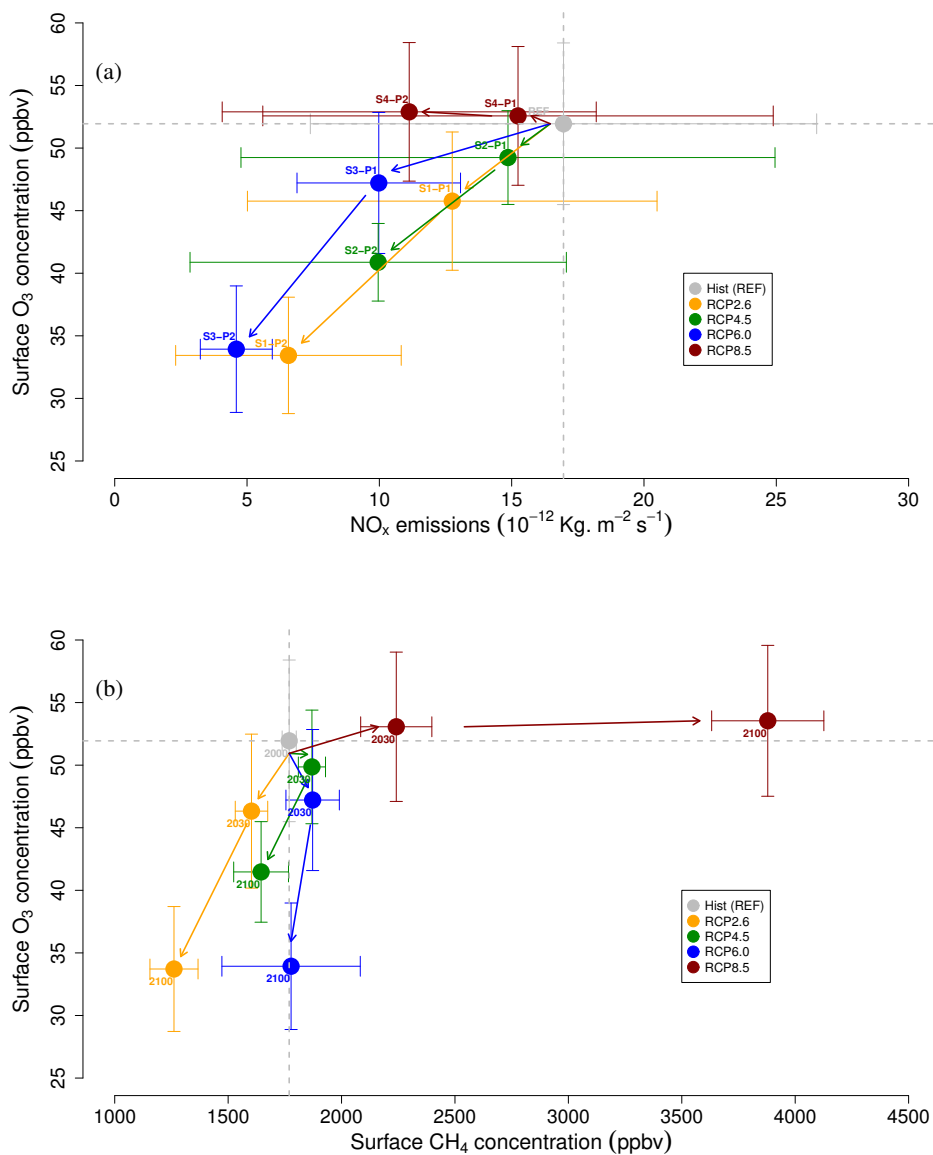 (a)
Surface O₃ concentration (ppbv)
60
55
50
45
40
35
30
25
S4−P2
S4−P1
REF
S2−P1
S3−P1
S1−P1
S2−P2
S3−P2
S1−P2
Hist (REF)
RCP2.6
RCP4.5
RCP6.0
RCP8.5
0
5
10
15
20
25
30
NOₓ emissions (10⁻¹² Kg. m⁻² s⁻¹)
(b)
Surface O₃ concentration (ppbv)
60
55
50
45
40
35
30
25
2000
2030
2100
2030
2030
2030
2100
2100
2100
Hist (REF)
RCP2.6
RCP4.5
RCP6.0
RCP8.5
1000
1500
2000
2500
3000
3500
4000
4500
Surface CH₄ concentration (ppbv)